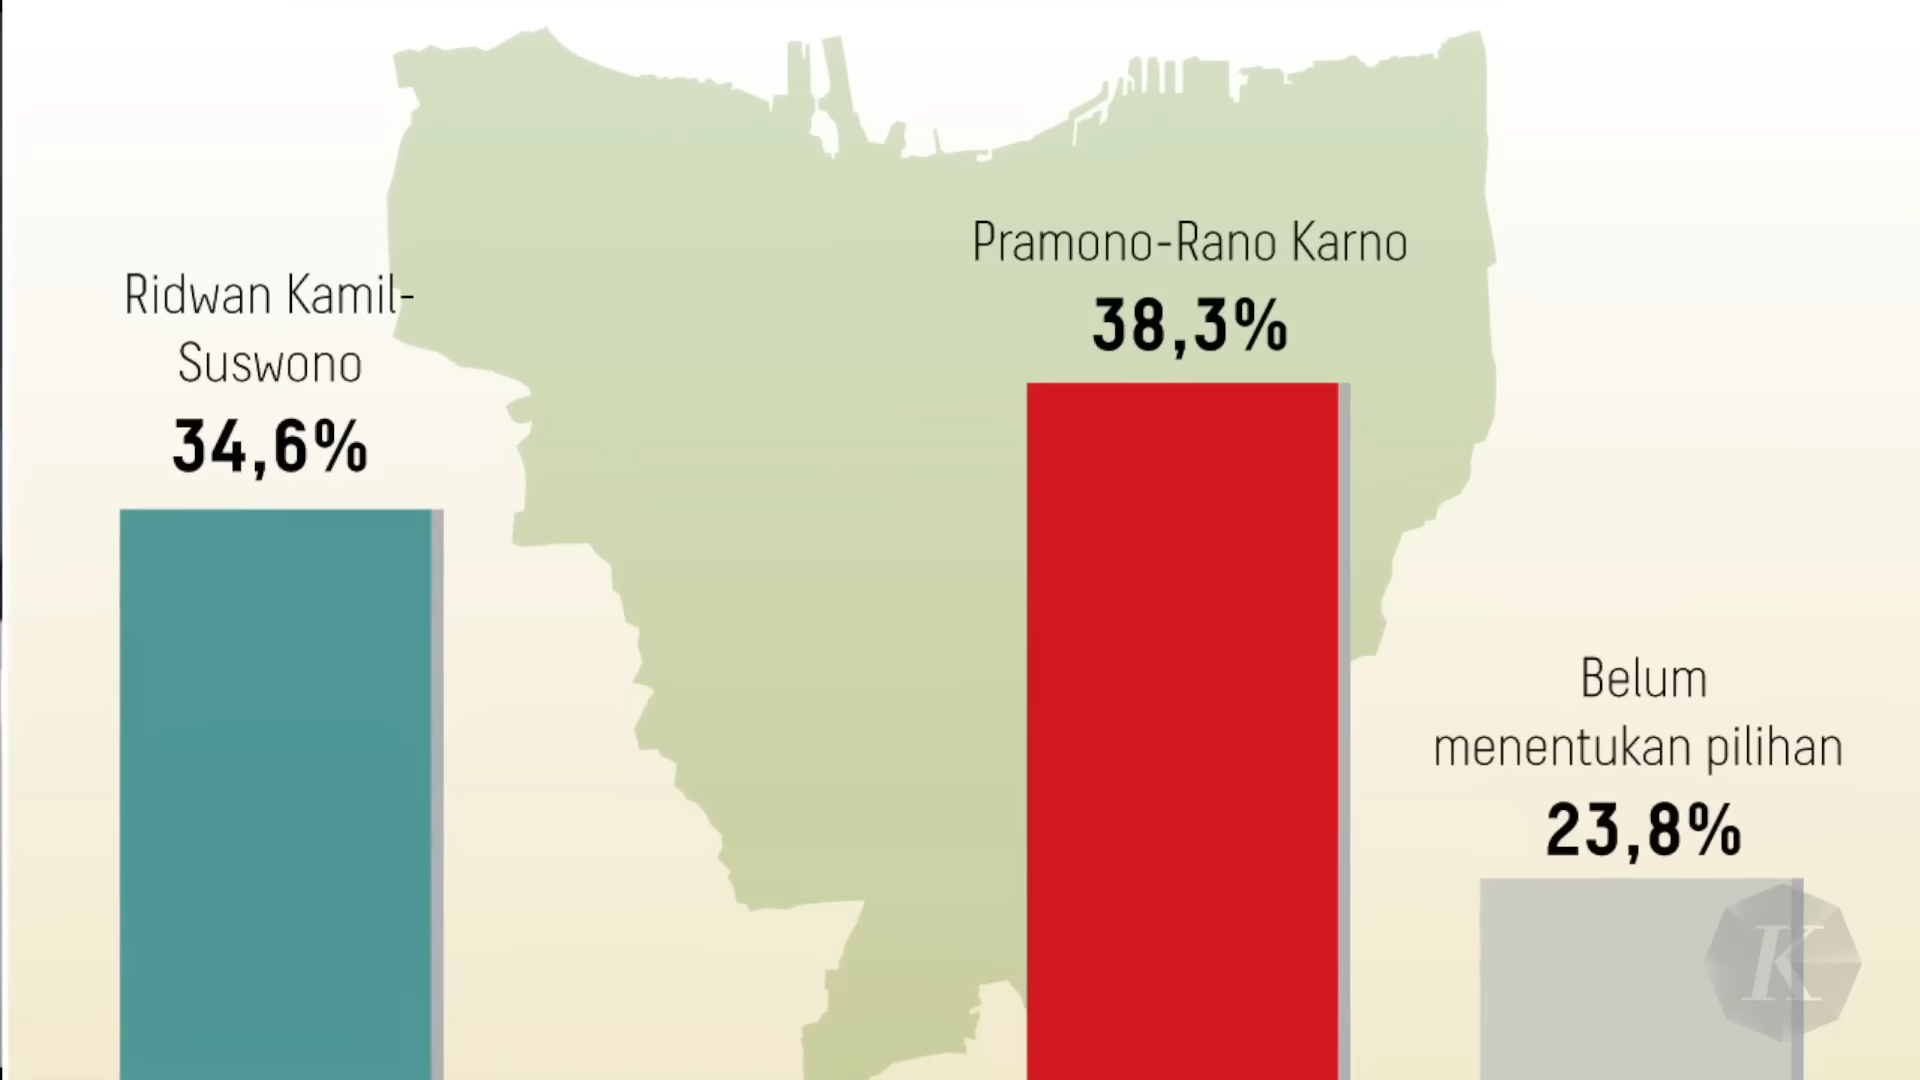 Ridwan Kamil-
Suswono
34,6%
Pramono-Rano Karno
38,3%
Belum
menentukan pilihan
23,8%
K